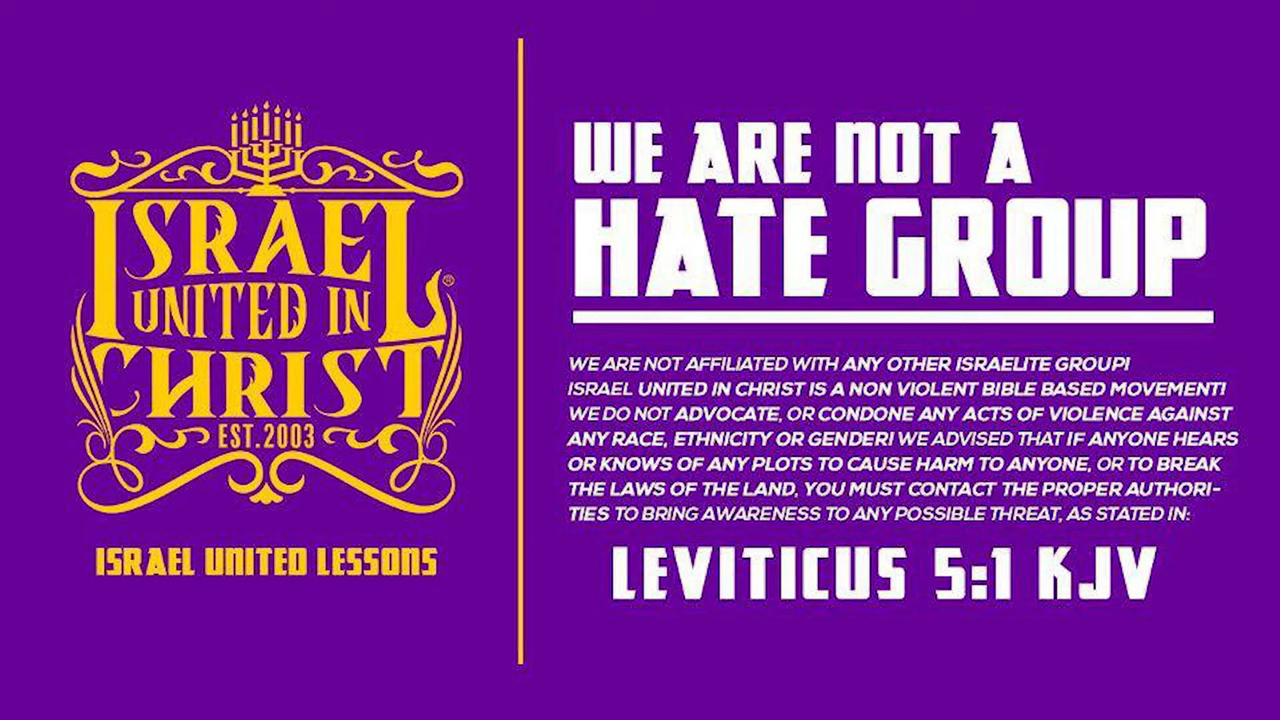 ISRAEL
UNITED IN
CHRIST
EST.2003
®
ISRAEL UNITED LESSONS
WE ARE NOT A
HATE GROUP
WE ARE NOT AFFILIATED WITH ANY OTHER ISRAELITE GROUP!
ISRAEL UNITED IN CHRIST IS A NON VIOLENT BIBLE BASED MOVEMENT!
WE DO NOT ADVOCATE, OR CONDONE ANY ACTS OF VIOLENCE AGAINST
ANY RACE, ETHNICITY OR GENDER! WE ADVISED THAT IF ANYONE HEARS
OR KNOWS OF ANY PLOTS TO CAUSE HARM TO ANYONE, OR TO BREAK
THE LAWS OF THE LAND, YOU MUST CONTACT THE PROPER AUTHORI-
TIES TO BRING AWARENESS TO ANY POSSIBLE THREAT, AS STATED IN:
LEVITICUS 5:1 KJV